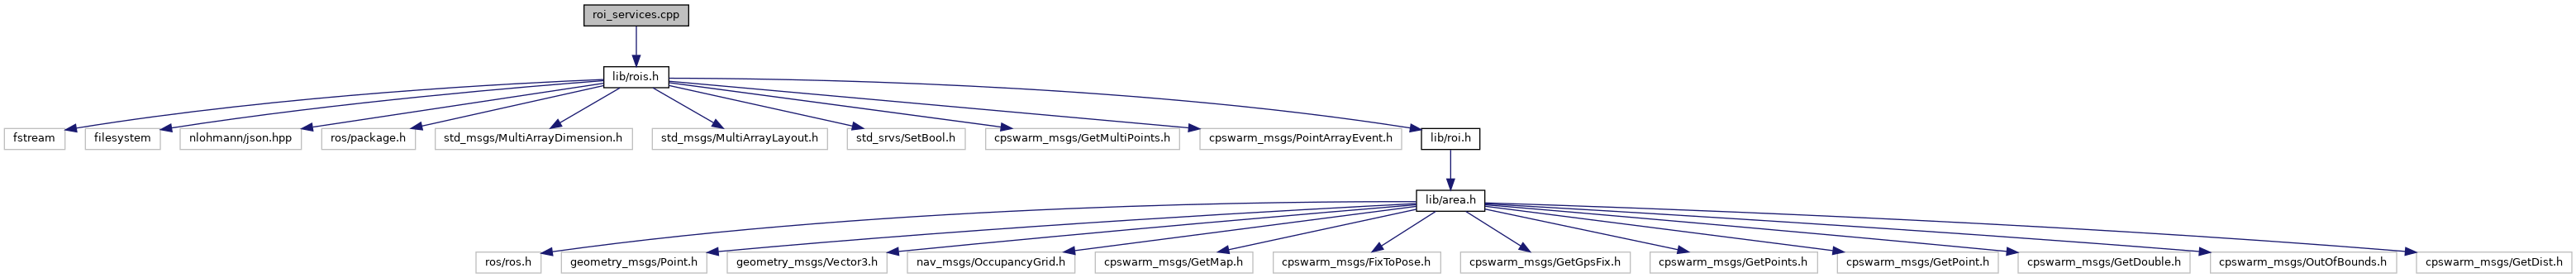 roi_services.cpp
lib/rois.h
fstream
filesystem
nlohmann/json.hpp
ros/package.h
std_msgs/MultiArrayDimension.h
std_msgs/MultiArrayLayout.h
std_srvs/SetBool.h
cpswarm_msgs/GetMultiPoints.h
cpswarm_msgs/PointArrayEvent.h
lib/roi.h
lib/area.h
ros/ros.h
geometry_msgs/Point.h
geometry_msgs/Vector3.h
nav_msgs/OccupancyGrid.h
cpswarm_msgs/GetMap.h
cpswarm_msgs/FixToPose.h
cpswarm_msgs/GetGpsFix.h
cpswarm_msgs/GetPoints.h
cpswarm_msgs/GetPoint.h
cpswarm_msgs/GetDouble.h
cpswarm_msgs/OutOfBounds.h
cpswarm_msgs/GetDist.h